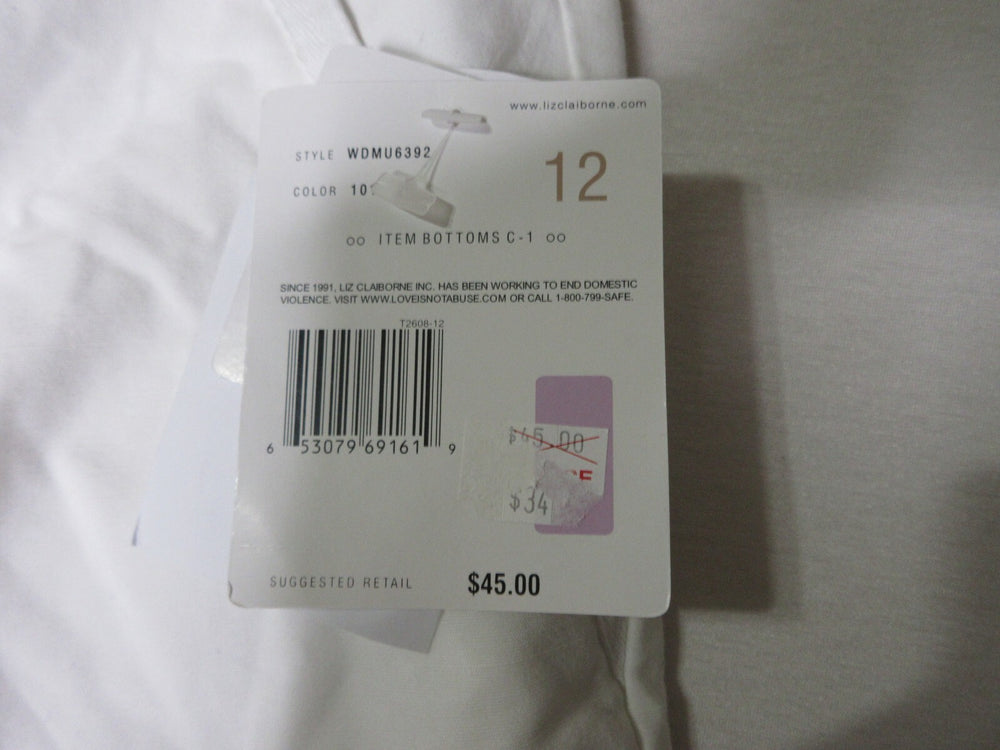 www.lizclaiborne.com
STYLE WDMU6392
12
COLOR
OO ITEM BOTTOMS C-1 OO
SINCE 1991, LIZ CLAIBORNE INC. HAS BEEN WORKING TO END DOMESTIC
VIOLENCE. VISIT WWW.LOVEISNOTABUSE.COM OR CALL 1-800-799-SAFE.
T2608-12
6 53079 69161 9
$45.00
$34
SUGGESTED RETAIL $45.00